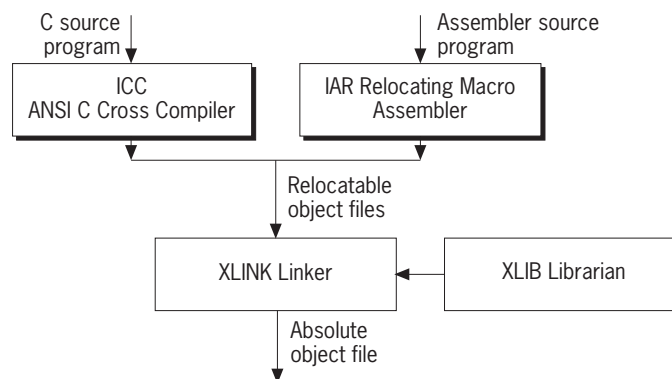 C source
program
Assembler source
program
ICC
ANSI C Cross Compiler
IAR Relocating Macro
Assembler
Relocatable
object files
XLINK Linker
XLIB Librarian
Absolute
object file